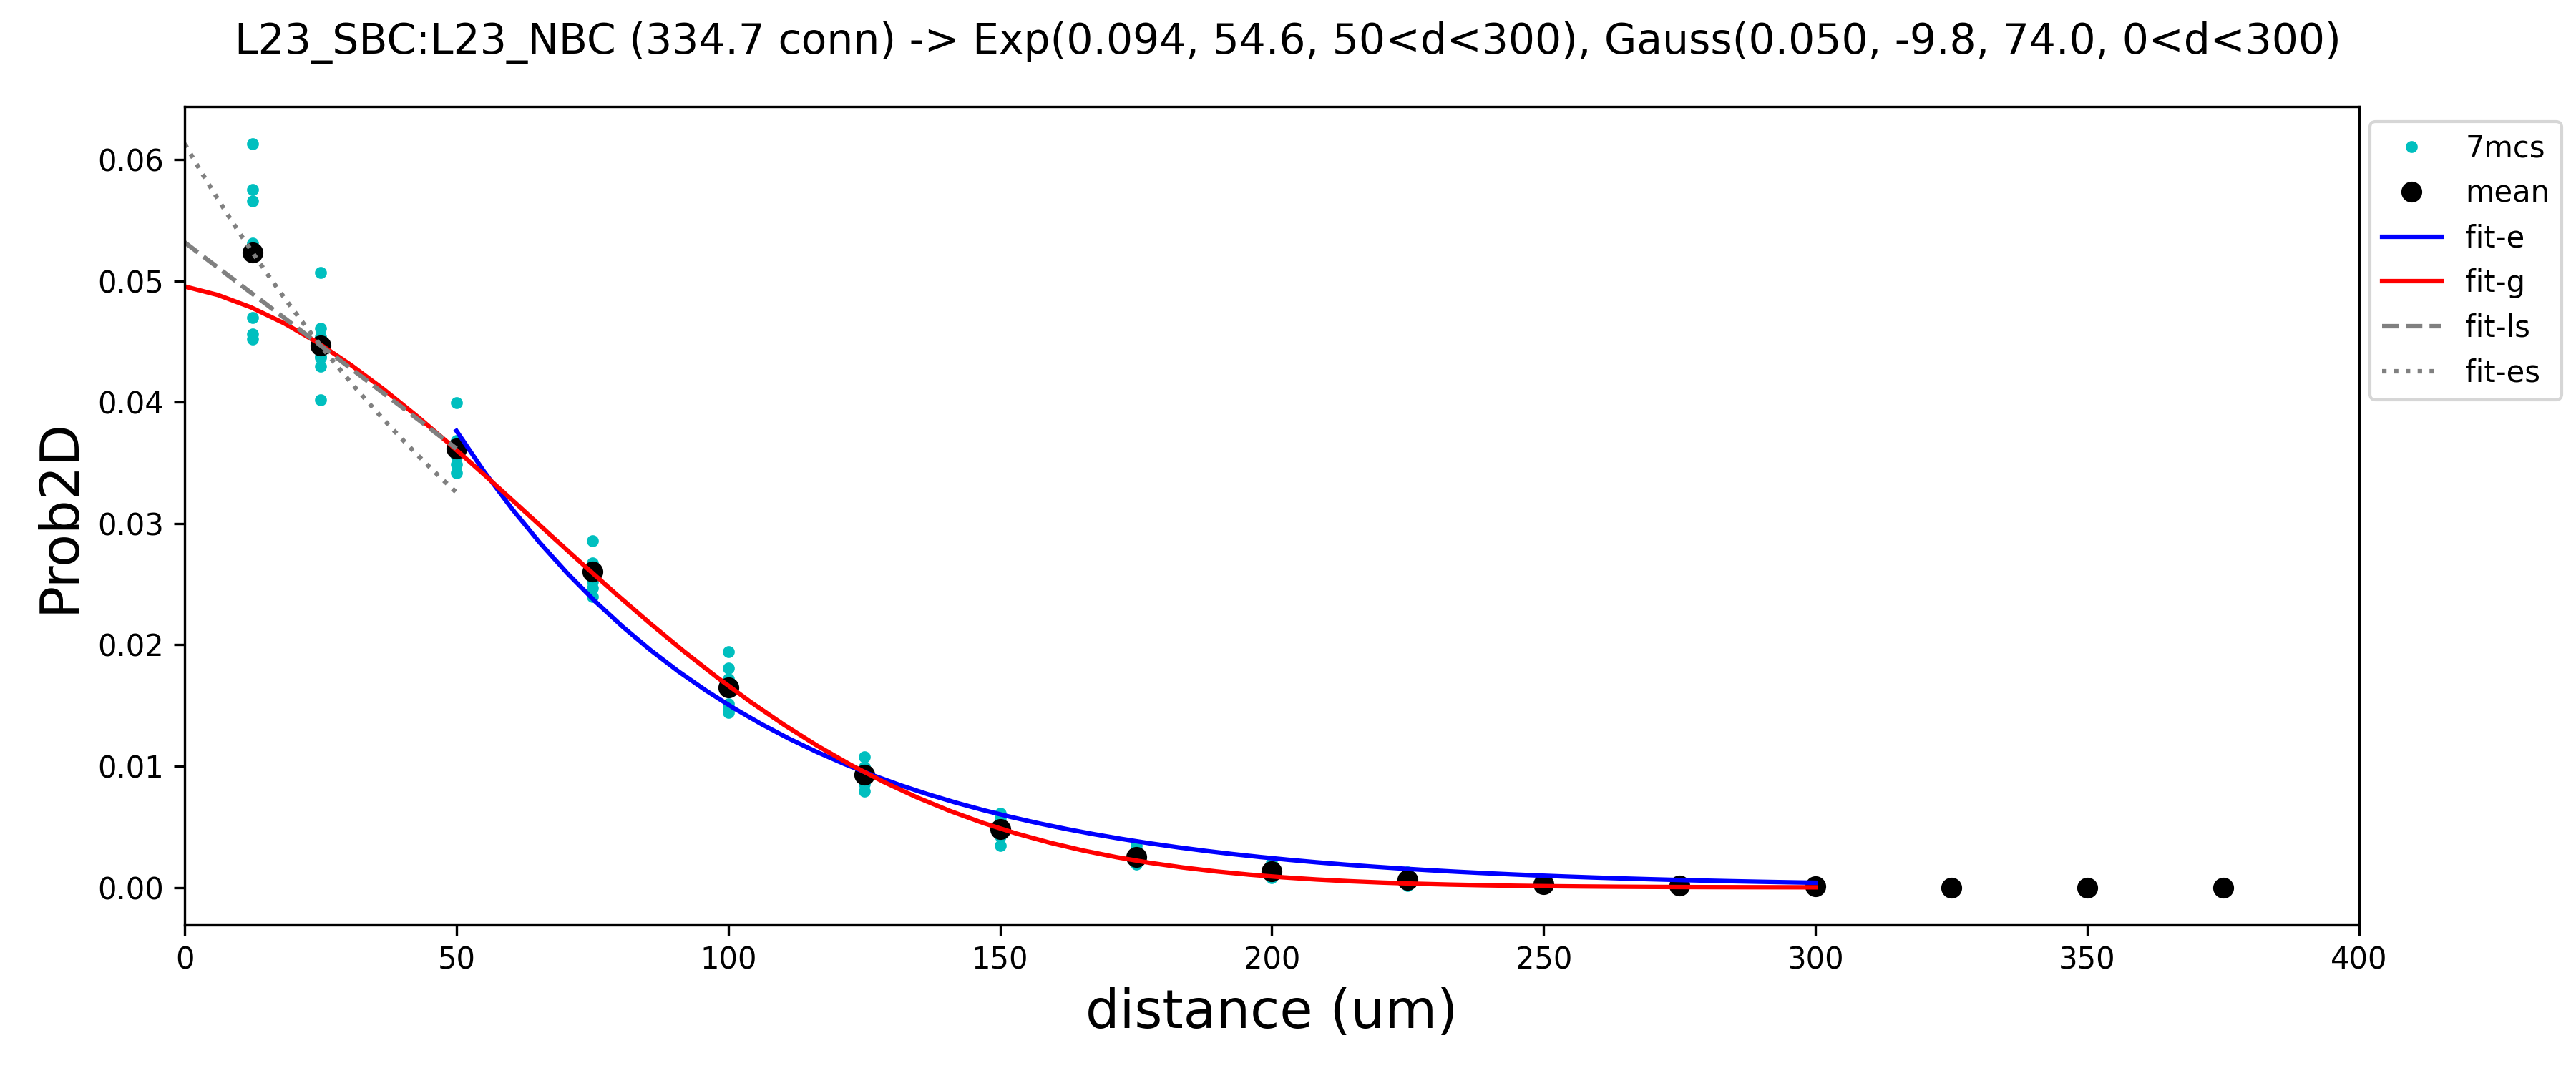 L23_SBC:L23_NBC (334.7 conn) -> Exp(0.094, 54.6, 50<d<300), Gauss(0.050, -9.8, 74.0, 0<d<300)
Prob2D
0.06
0.05
0.04
0.03
0.02
0.01
0.00
0 50 100 150 200 250 300 350 400
distance (um)
7mcs
mean
fit-e
fit-g
fit-ls
fit-es